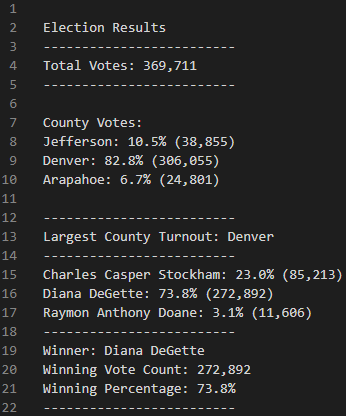 1
2 Election Results
3 -------------------------
4 Total Votes: 369,711
5 -------------------------
6
7 County Votes:
8 Jefferson: 10.5% (38,855)
9 Denver: 82.8% (306,055)
10 Arapahoe: 6.7% (24,801)
11
12 -------------------------
13 Largest County Turnout: Denver
14 -------------------------
15 Charles Casper Stockham: 23.0% (85,213)
16 Diana DeGette: 73.8% (272,892)
17 Raymon Anthony Doane: 3.1% (11,606)
18 -------------------------
19 Winner: Diana DeGette
20 Winning Vote Count: 272,892
21 Winning Percentage: 73.8%
22 -------------------------